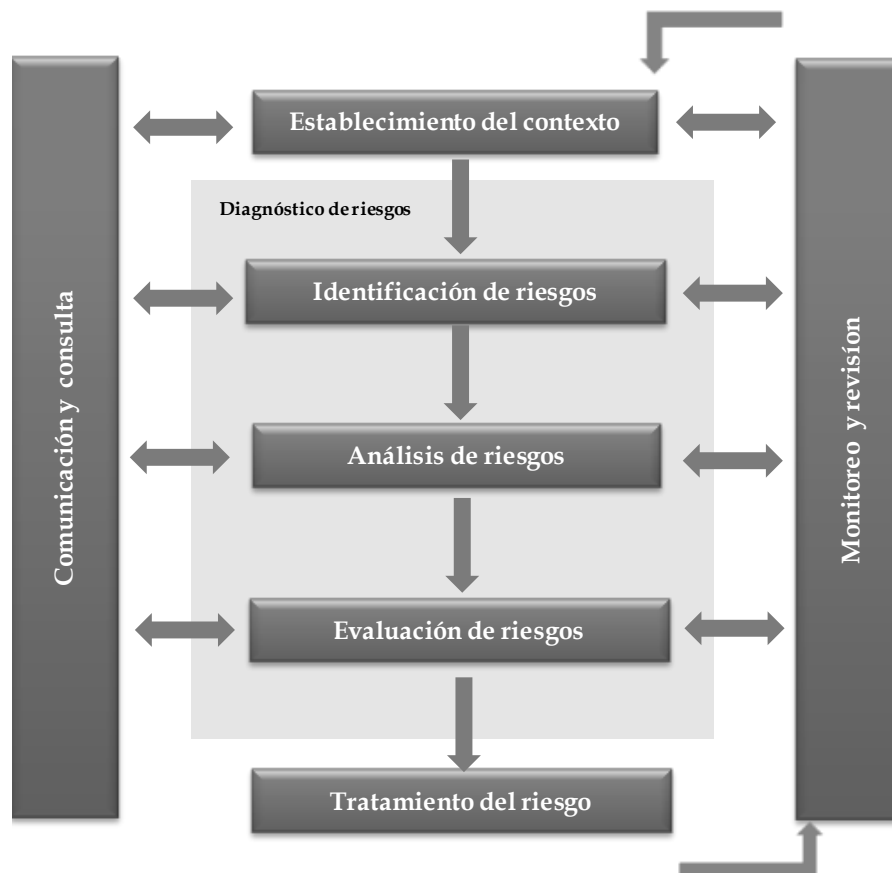 Establecimiento del contexto
Diagnóstico de riesgos
Identificación de riesgos
Análisis de riesgos
Evaluación de riesgos
Tratamiento del riesgo
Comunicación y consulta
Monitoreo y revisíon